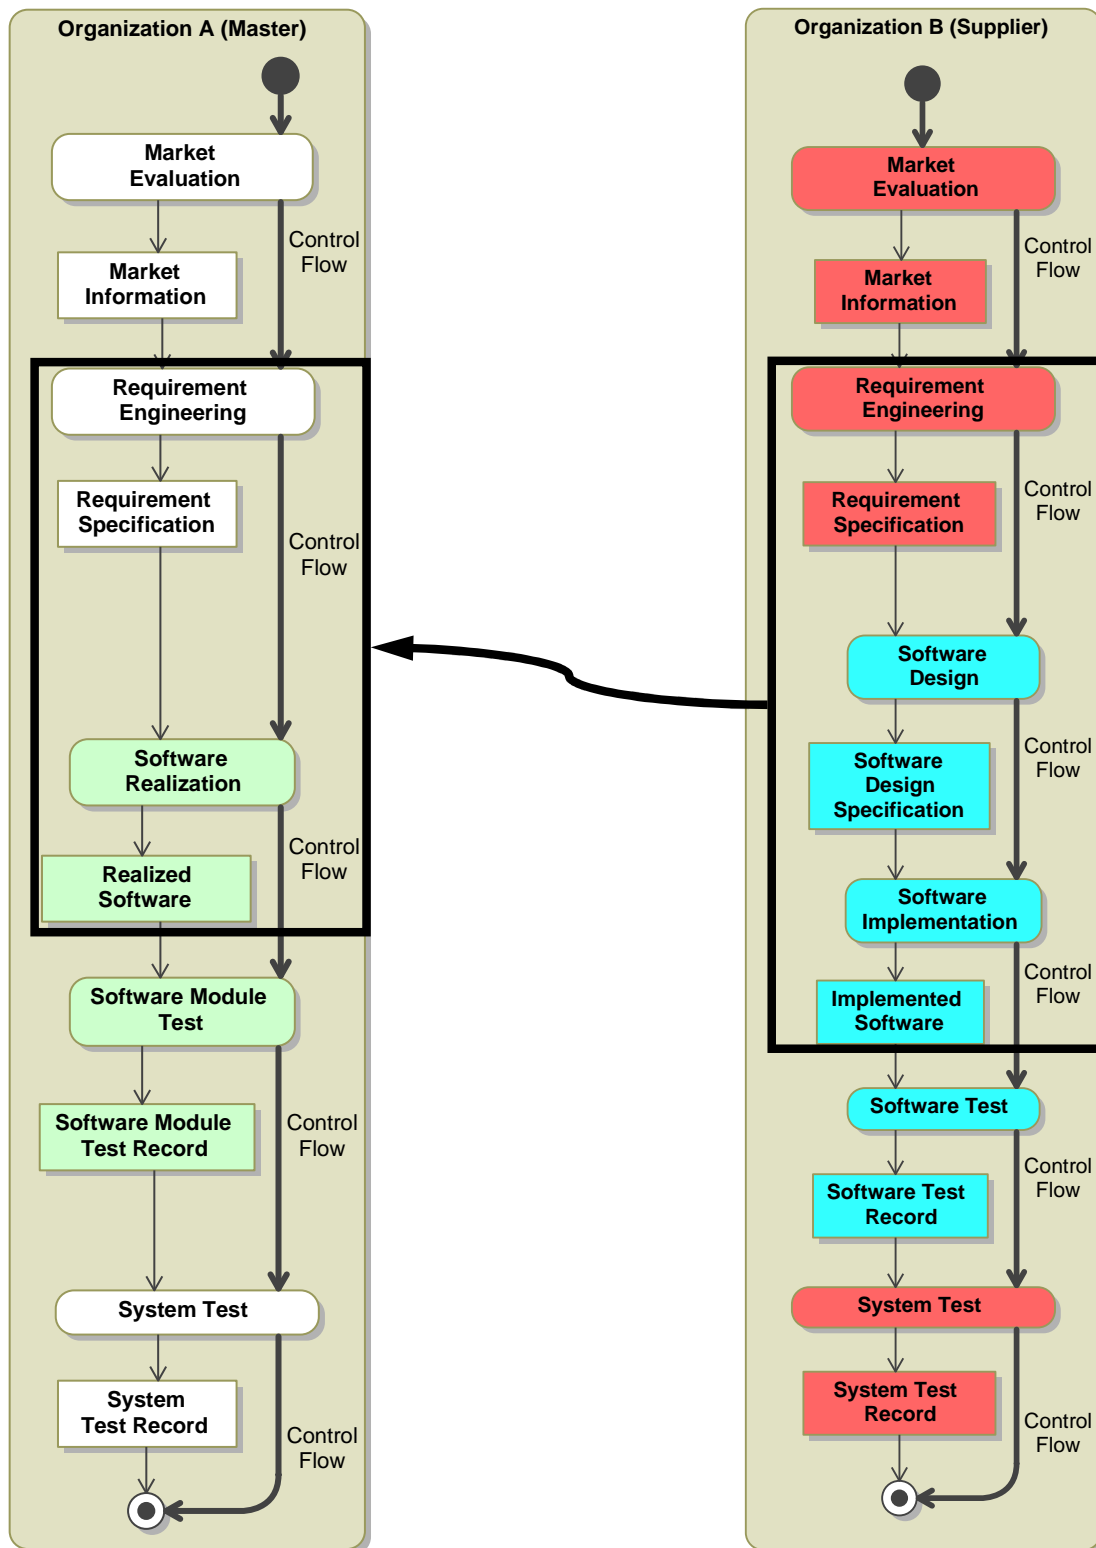 Organization A (Master)
Market
Evaluation
Control
Flow
Market
Information
Requirement
Engineering
Requirement
Specification
Control
Flow
Software
Realization
Control
Flow
Realized
Software
Software Module
Test
Software Module
Test Record
Control
Flow
System Test
System
Test Record
Control
Flow
Organization B (Supplier)
Market
Evaluation
Control
Flow
Market
Information
Requirement
Engineering
Requirement
Specification
Control
Flow
Software
Design
Control
Flow
Software
Design
Specification
Software
Implementation
Control
Flow
Implemented
Software
Software Test
Control
Flow
Software Test
Record
System Test
System Test
Record
Control
Flow